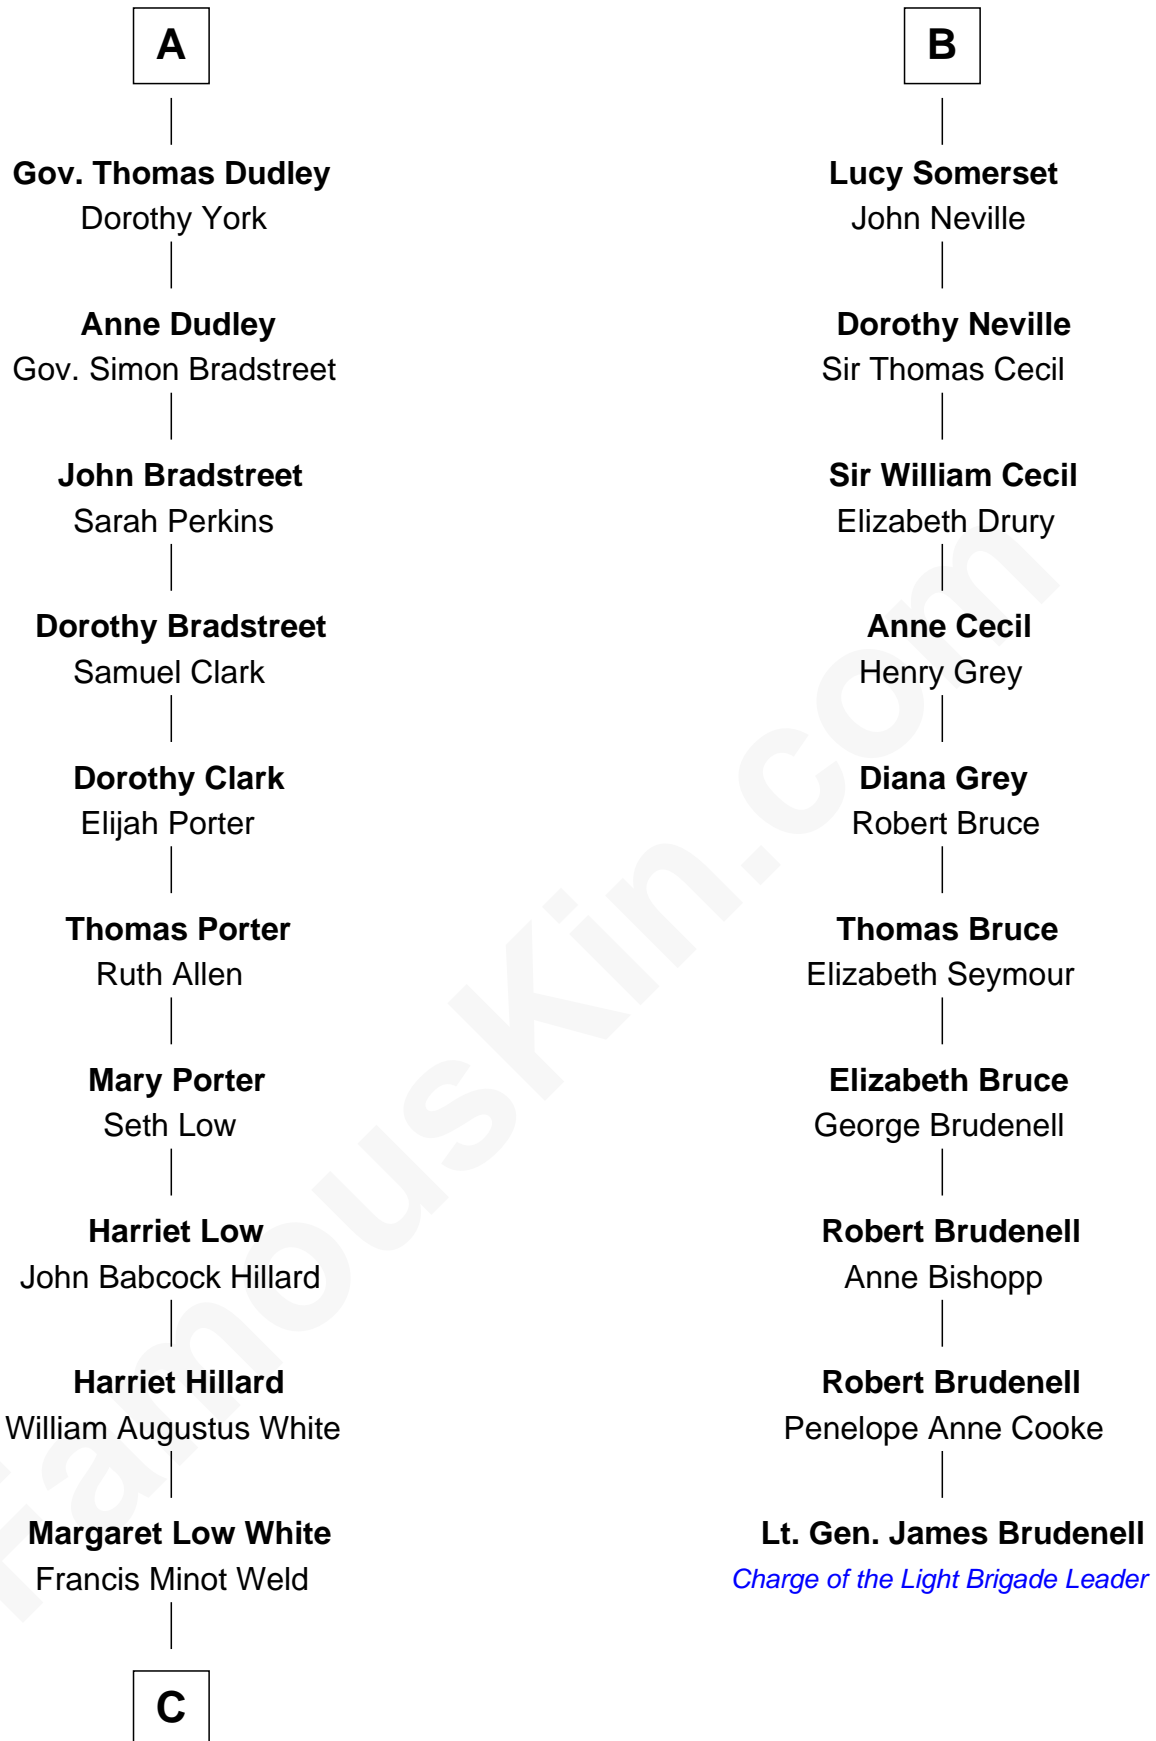 A
Gov. Thomas Dudley
Dorothy York
Anne Dudley
Gov. Simon Bradstreet
John Bradstreet
Sarah Perkins
Dorothy Bradstreet
Samuel Clark
Dorothy Clark
Elijah Porter
Thomas Porter
Ruth Allen
Mary Porter
Seth Low
Harriet Low
John Babcock Hillard
Harriet Hillard
William Augustus White
Margaret Low White
Francis Minot Weld
C
B
Lucy Somerset
John Neville
Dorothy Neville
Sir Thomas Cecil
Sir William Cecil
Elizabeth Drury
Anne Cecil
Henry Grey
Diana Grey
Robert Bruce
Thomas Bruce
Elizabeth Seymour
Elizabeth Bruce
George Brudenell
Robert Brudenell
Anne Bishopp
Robert Brudenell
Penelope Anne Cooke
Lt. Gen. James Brudenell
Charge of the Light Brigade Leader
FamousKin.com